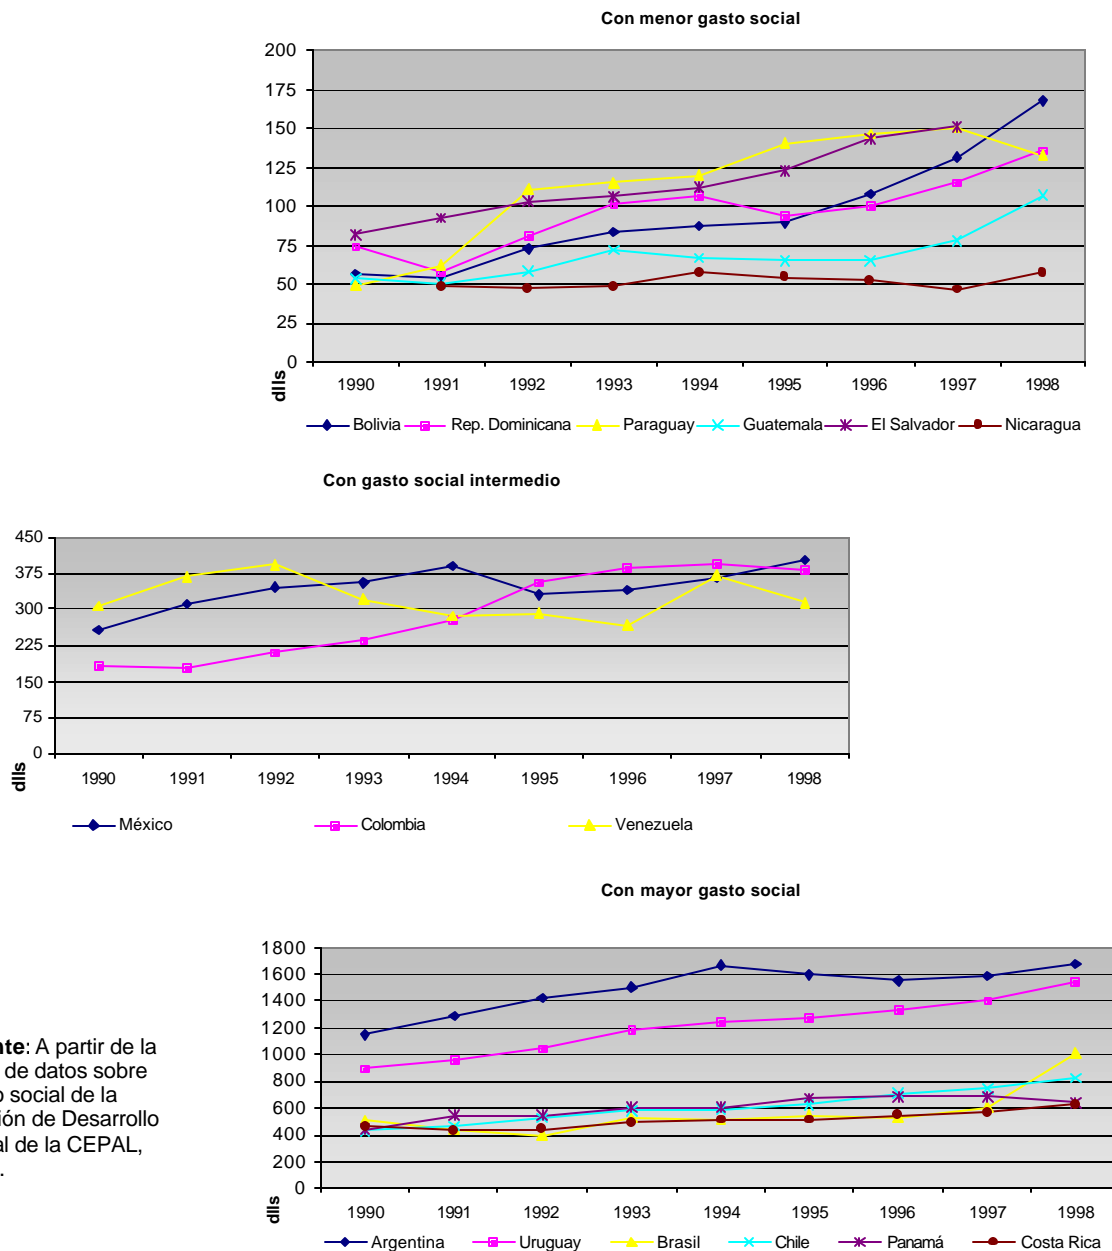 Con menor gasto social
200
175
150
125
100
75
50
25
0
dlls
1990 1991 1992 1993 1994 1995 1996 1997 1998
Bolivia Rep. Dominicana Paraguay Guatemala El Salvador Nicaragua
Con gasto social intermedio
450
375
300
225
150
75
0
dlls
1990 1991 1992 1993 1994 1995 1996 1997 1998
México Colombia Venezuela
Con mayor gasto social
1800
1600
1400
1200
1000
800
600
400
200
0
dlls
1990 1991 1992 1993 1994 1995 1996 1997 1998
Argentina Uruguay Brasil Chile Panamá Costa Rica
nte: A partir de la
de datos sobre
o social de la
ión de Desarrollo
al de la CEPAL,
.